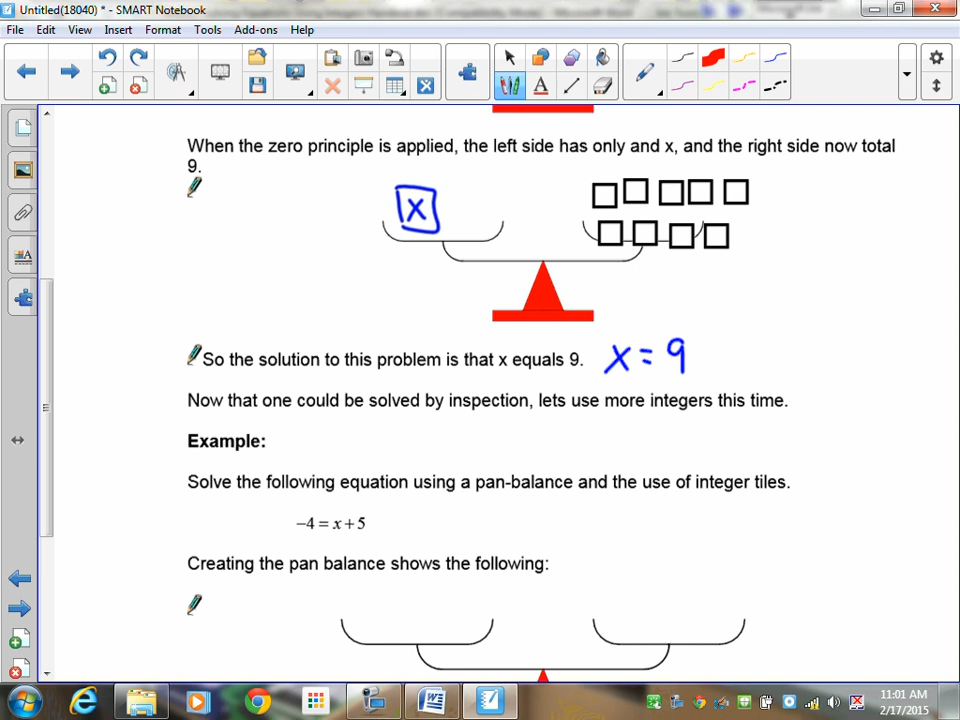 Untitled(18040) * - SMART Notebook
File Edit View Insert Format Tools Add-ons Help
When the zero principle is applied, the left side has only and x, and the right side now total
9.
x
So the solution to this problem is that x equals 9. x = 9
Now that one could be solved by inspection, lets use more integers this time.
Example:
Solve the following equation using a pan-balance and the use of integer tiles.
−4 = x + 5
Creating the pan balance shows the following:
11:01 AM
2/17/2015